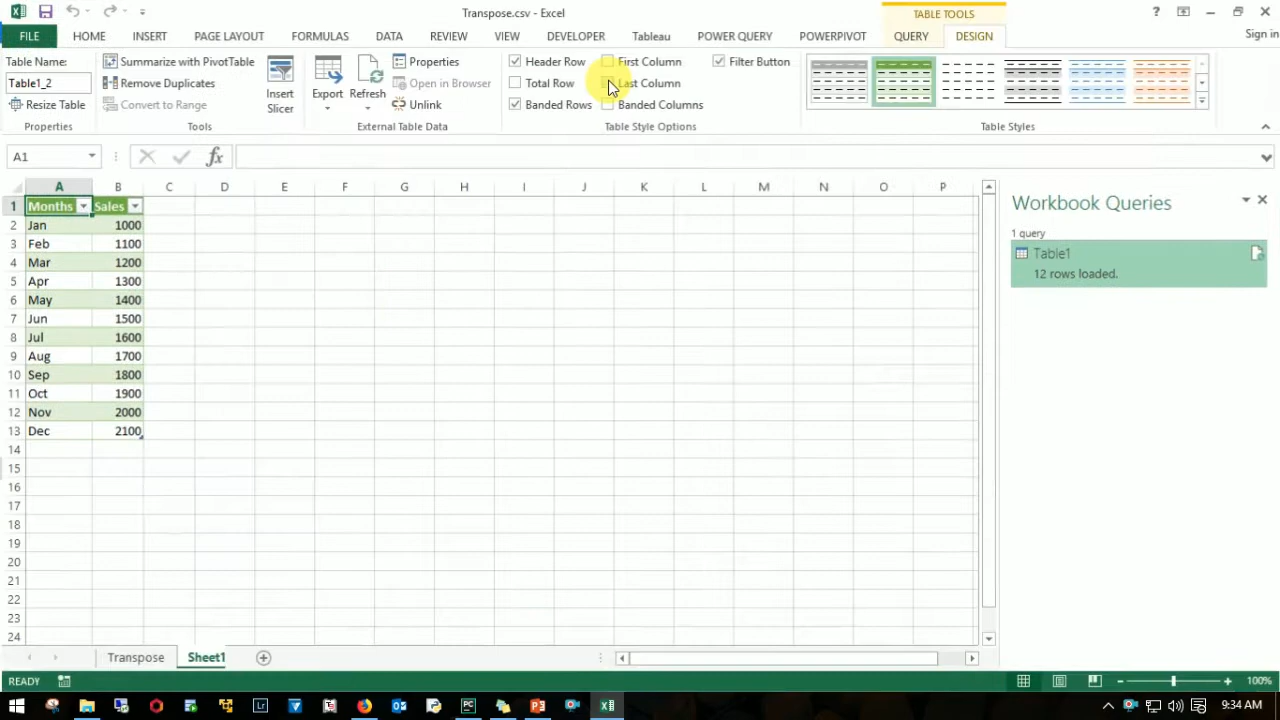 Transpose.csv - Excel
TABLE TOOLS
?
FILE HOME INSERT PAGE LAYOUT FORMULAS DATA REVIEW VIEW DEVELOPER Tableau POWER QUERY POWERPIVOT QUERY DESIGN Sign in
Table Name:
Table1_2
Resize Table
Properties
Summarize with PivotTable
Remove Duplicates
Convert to Range
Tools
Insert
Slicer
Export
Refresh
Properties
Open in Browser
Unlink
External Table Data
Header Row
Total Row
Banded Rows
First Column
Last Column
Banded Columns
Filter Button
Table Style Options
Table Styles
A1 fx
A B C D E F G H I J K L M N O P
1 Months Sales
2 Jan 1000
3 Feb 1100
4 Mar 1200
5 Apr 1300
6 May 1400
7 Jun 1500
8 Jul 1600
9 Aug 1700
10 Sep 1800
11 Oct 1900
12 Nov 2000
13 Dec 2100
14
15
16
17
18
19
20
21
22
23
24
Workbook Queries
1 query
Table1
12 rows loaded.
Transpose Sheet1
READY 100%
Lr PC 9:34 AM